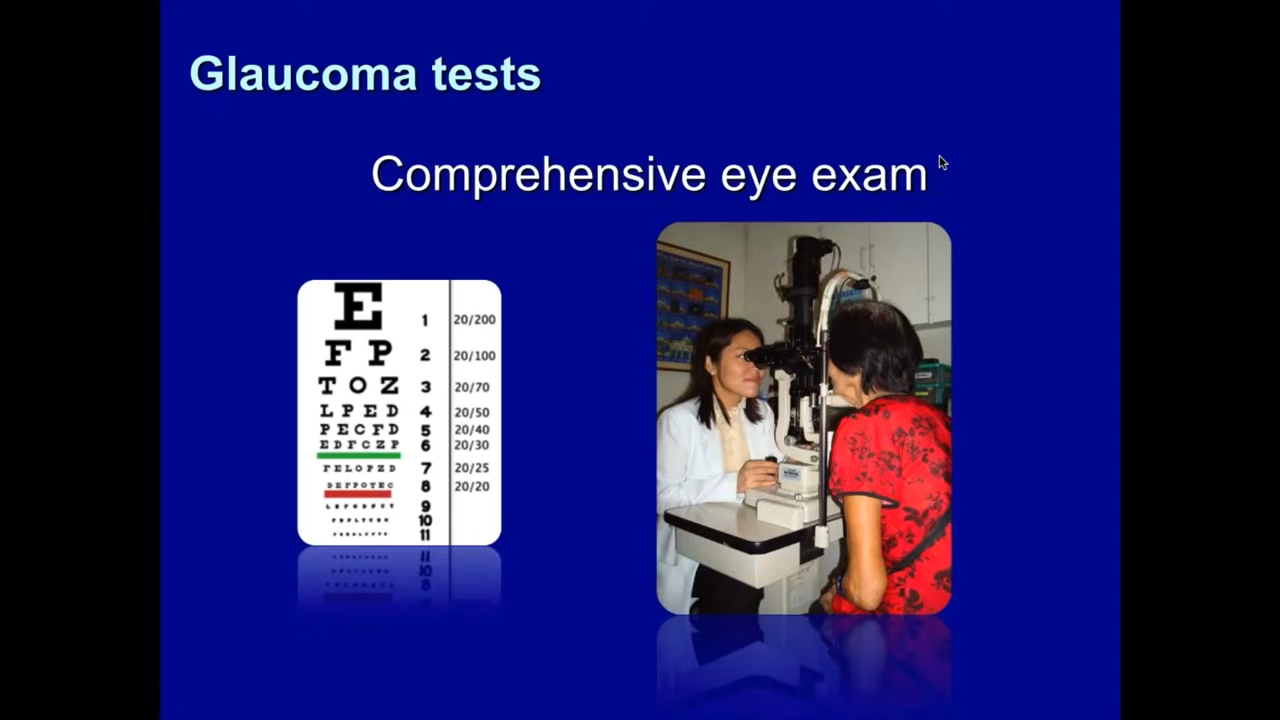 Glaucoma tests
Comprehensive eye exam
E 1 20/200
F P 2 20/100
T O Z 3 20/70
L P E D 4 20/50
P E C F D 5 20/40
E D F C Z P 6 20/30
F E L O P Z D 7 20/25
D E F P O T E C 8 20/20
9
10
11